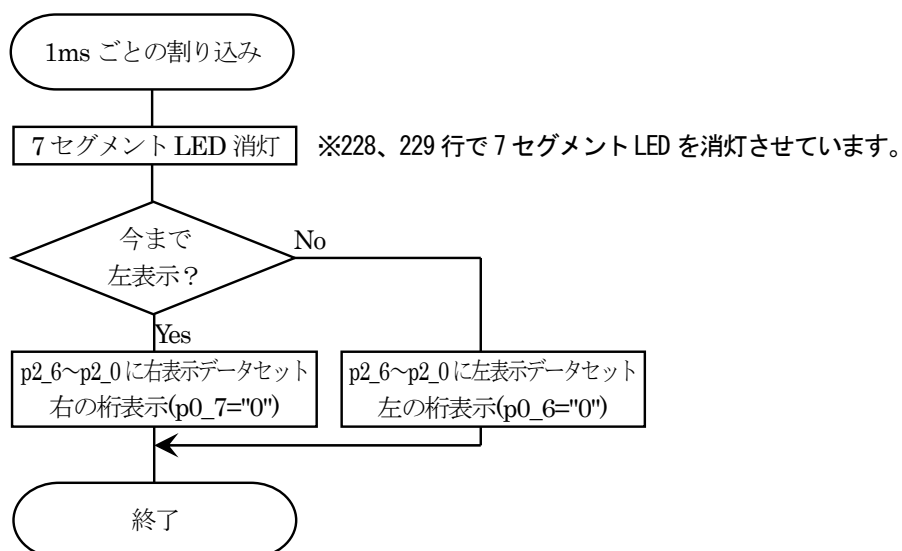 1ms ごとの割り込み
7 セグメント LED 消灯
※228、229 行で 7 セグメント LED を消灯させています。
今まで
左表示？
No
Yes
p2_6～p2_0 に右表示データセット
右の桁表示(p0_7="0")
p2_6～p2_0 に左表示データセット
左の桁表示(p0_6="0")
終了